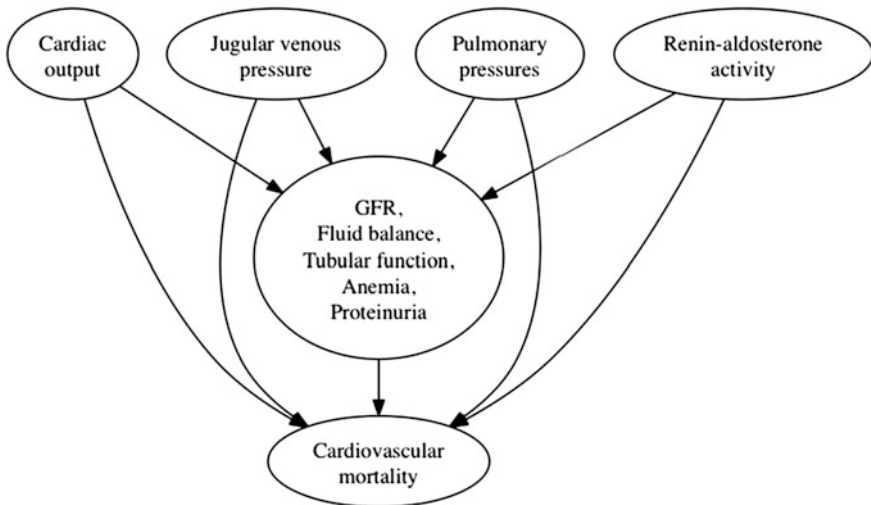 Cardiac
output
Jugular venous
pressure
Pulmonary
pressures
Renin-aldosterone
activity
GFR,
Fluid balance,
Tubular function,
Anemia,
Proteinuria
Cardiovascular
mortality